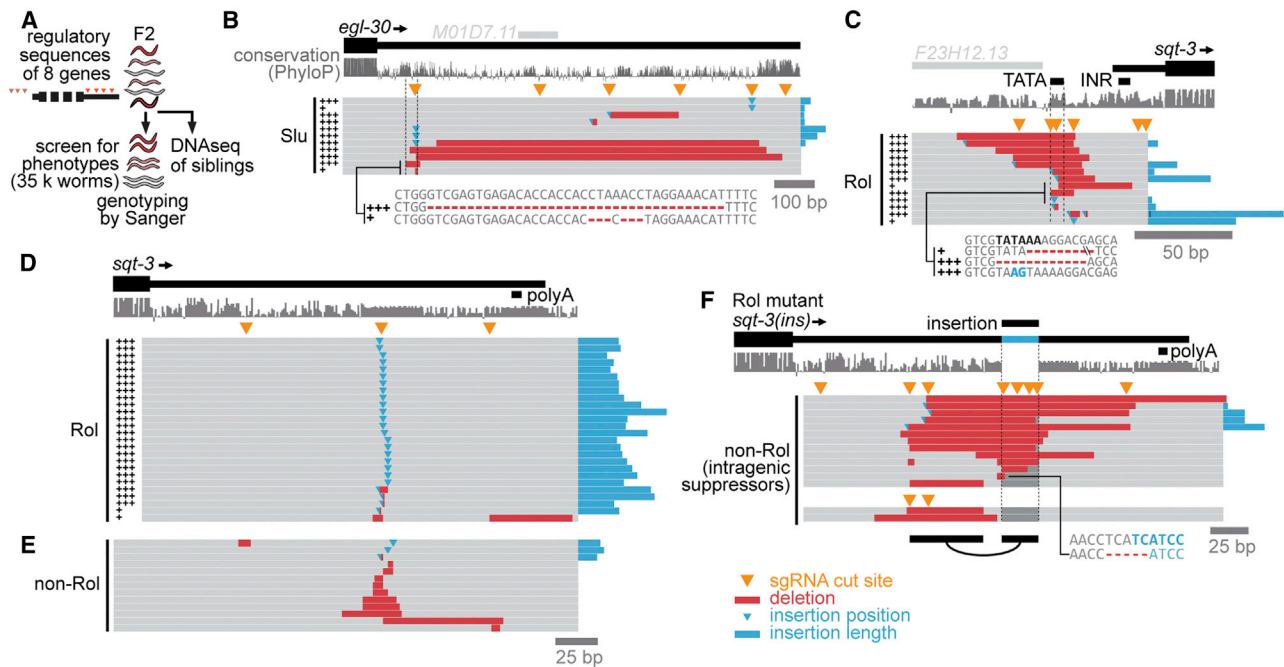 A
regulatory
sequences
of 8 genes
F2
screen for
phenotypes
(35 k worms)
DNAseq
of siblings
genotyping
by Sanger
B
egl-30
M01D7.11
conservation
(PhyloP)
Slu
CTGGGTCGAGTGAGACACCACCACCTAAACCTAGGAAACATTTTC
+++ CTGG-----TTTC
+ CTGGGTCGAGTGAGACACCACCAC---C---TAGGAAACATTTTC
100 bp
C
F23H12.13
sqt-3
TATA
INR
Rol
GTCGTATAAAAGGACGAGCA
+ GTCGTATA-----\\TCC
+++ GTCG-----AGCA
+++ GTCGTAAGTAAAAGGACGAG
50 bp
D
sqt-3
polyA
Rol
E
non-Rol
25 bp
F
Rol mutant
sqt-3(ins)
insertion
polyA
non-Rol
(intragenic
suppressors)
AACCTCATCATCC
AACC-----ATCC
25 bp
sgRNA cut site
deletion
insertion position
insertion length